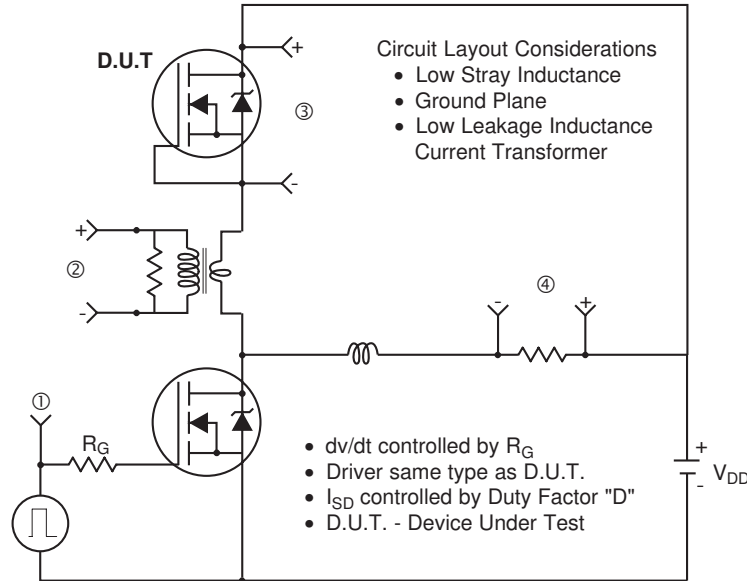 D.U.T
+
③
-
Circuit Layout Considerations
• Low Stray Inductance
• Ground Plane
• Low Leakage Inductance
Current Transformer
+
②
-
④
- +
①
R_G
• dv/dt controlled by R_G
• Driver same type as D.U.T.
• I_SD controlled by Duty Factor "D"
• D.U.T. - Device Under Test
+
V_DD
-